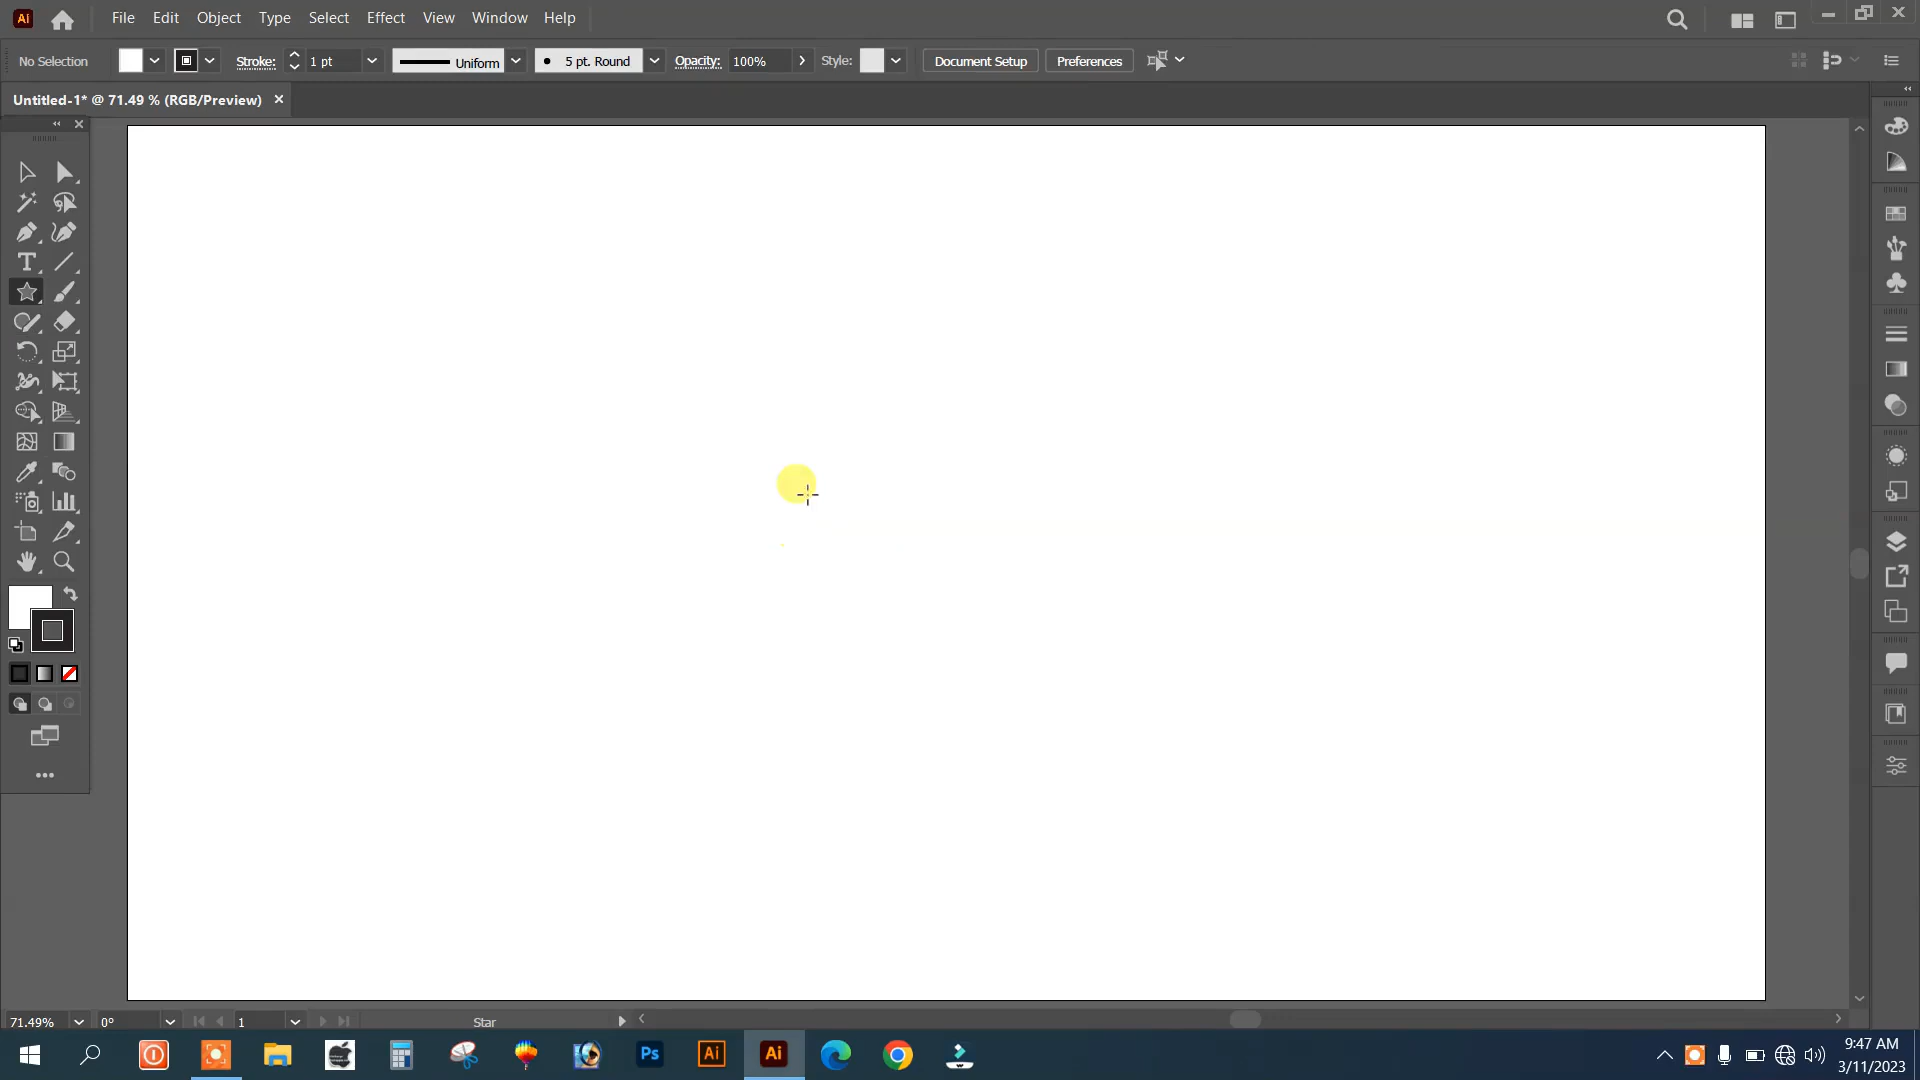 Ai File Edit Object Type Select Effect View Window Help
No Selection Stroke: 1 pt Uniform 5 pt. Round Opacity: 100% Style: Document Setup Preferences
Untitled-1* @ 71.49 % (RGB/Preview)
T
71.49% 0° 1 Star
Ps Ai Ai 9:47 AM
3/11/2023